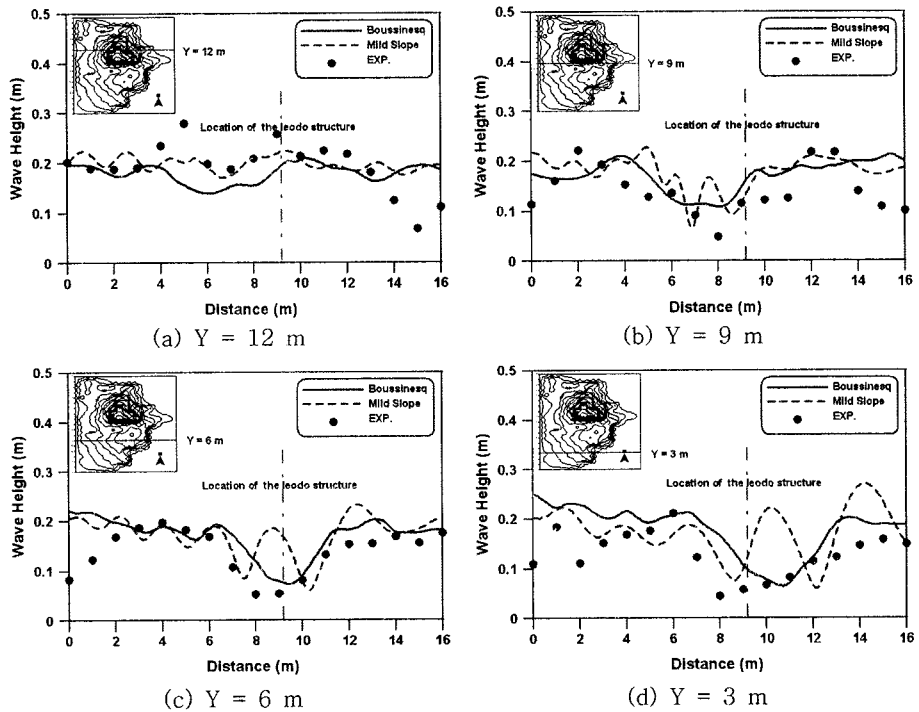 0.5
0.4
0.3
0.2
0.1
0
Wave Height (m)
Y = 12 m
Boussinesq
Mild Slope
EXP.
Location of the Ieodo structure
0 2 4 6 8 10 12 14 16
Distance (m)
(a) Y = 12 m
0.5
0.4
0.3
0.2
0.1
0
Wave Height (m)
Y = 9 m
Boussinesq
Mild Slope
EXP.
Location of the Ieodo structure
0 2 4 6 8 10 12 14 16
Distance (m)
(b) Y = 9 m
0.5
0.4
0.3
0.2
0.1
0
Wave Height (m)
Y = 6 m
Boussinesq
Mild Slope
EXP.
Location of the Ieodo structure
0 2 4 6 8 10 12 14 16
Distance (m)
(c) Y = 6 m
0.5
0.4
0.3
0.2
0.1
0
Wave Height (m)
Y = 3 m
Boussinesq
Mild Slope
EXP.
Location of the Ieodo structure
0 2 4 6 8 10 12 14 16
Distance (m)
(d) Y = 3 m